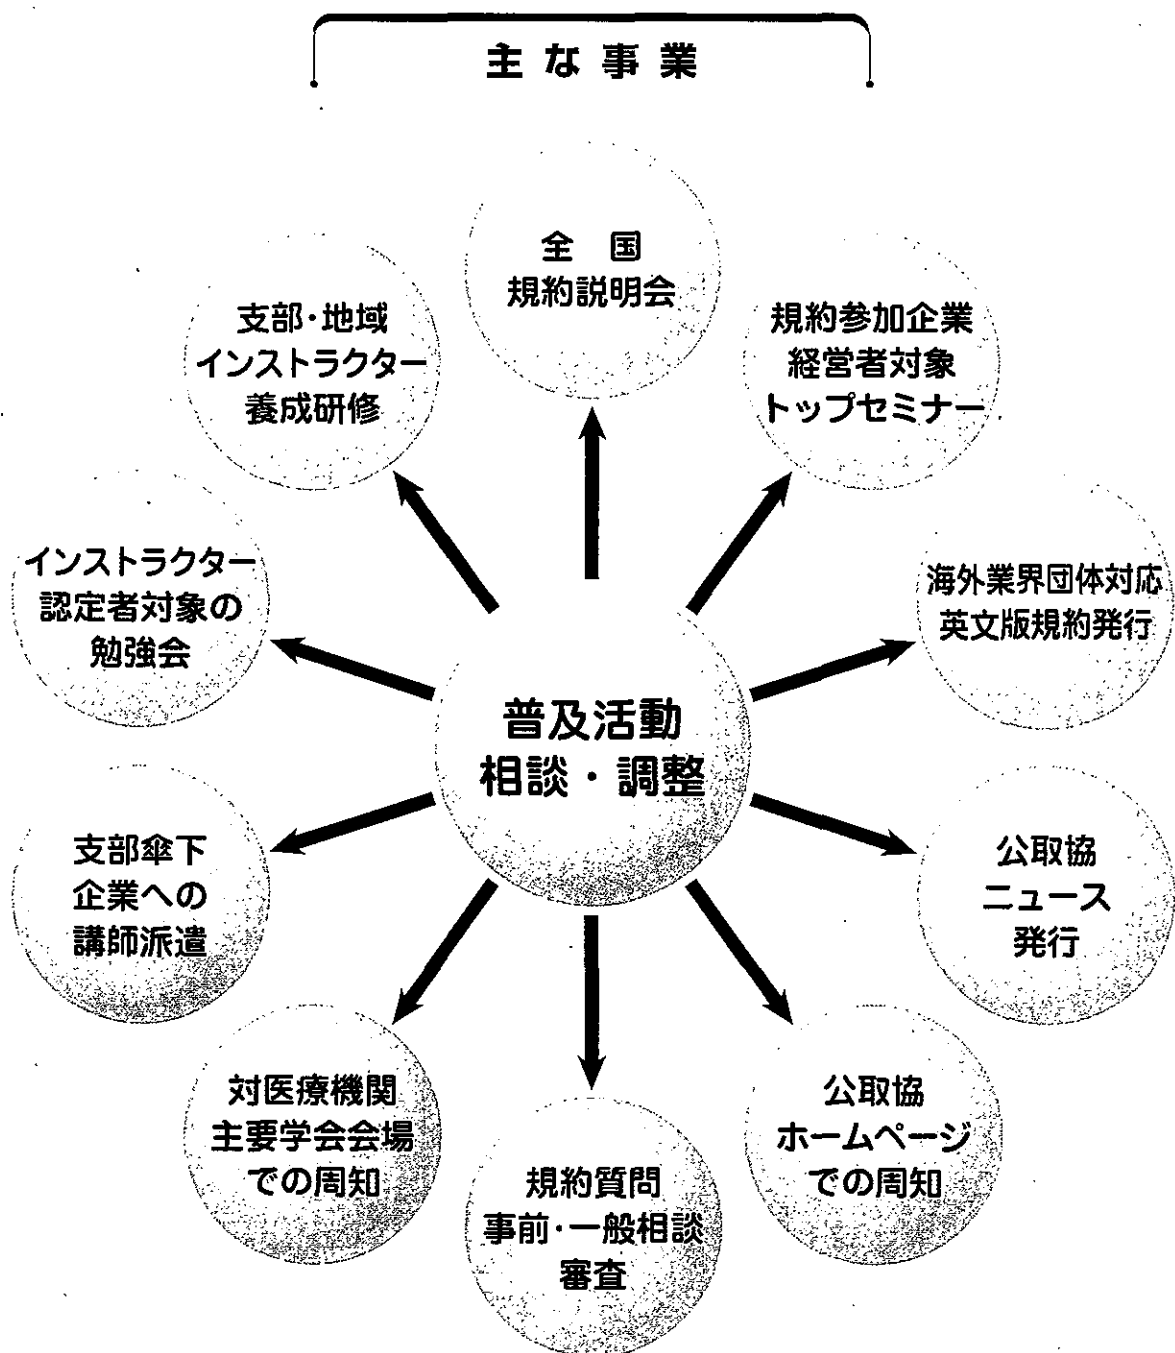 主な事業
全国
規約説明会
規約参加企業
経営者対象
トップセミナー
海外業界団体対応
英文版規約発行
公取協
ニュース
発行
公取協
ホームページ
での周知
規約質問
事前・一般相談
審査
対医療機関
主要学会会場
での周知
支部傘下
企業への
講師派遣
インストラクター
認定者対象の
勉強会
支部・地域
インストラクター
養成研修
普及活動
相談・調整